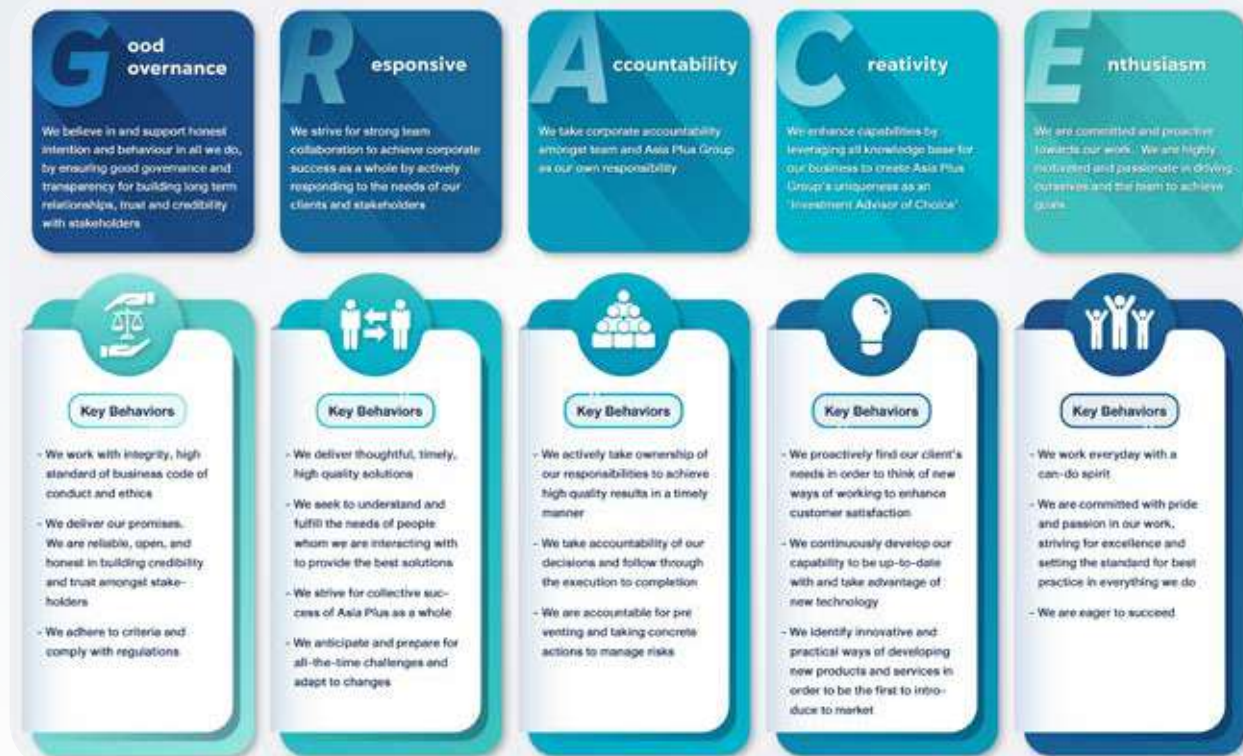 Good
Governance
We believe in and support honest
intention and behaviour in all we do,
by ensuring good governance and
transparency for building long term
relationships, trust and credibility
with stakeholders
Responsive
We strive for strong team
collaboration to achieve corporate
success as a whole by actively
responding to the needs of our
clients and stakeholders
Accountability
We take corporate accountability
amongst team and Asia Plus Group
as our own responsibility
Creativity
We enhance capabilities by
leveraging all knowledge base for
our business to create Asia Plus
Group's uniqueness as an
'Investment Advisor of Choice'
Enthusiasm
We are committed and proactive
towards our work. We are highly
motivated and passionate in driving
ourselves and the team to achieve
goals
Key Behaviors
- We work with integrity, high
standard of business code of
conduct and ethics
- We deliver our promises.
We are reliable, open, and
honest in building credibility
and trust amongst stake-
holders
- We adhere to criteria and
comply with regulations
Key Behaviors
- We deliver thoughtful, timely,
high quality solutions
- We seek to understand and
fulfill the needs of people
whom we are interacting with
to provide the best solutions
- We strive for collective suc-
cess of Asia Plus as a whole
- We anticipate and prepare for
all-the-time challenges and
adapt to changes
Key Behaviors
- We actively take ownership of
our responsibilities to achieve
high quality results in a timely
manner
- We take accountability of our
decisions and follow through
the execution to completion
- We are accountable for pre
venting and taking concrete
actions to manage risks
Key Behaviors
- We proactively find our client's
needs in order to think of new
ways of working to enhance
customer satisfaction
- We continuously develop our
capability to be up-to-date
with and take advantage of
new technology
- We identify innovative and
practical ways of developing
new products and services in
order to be the first to intro-
duce to market
Key Behaviors
- We work everyday with a
can-do spirit
- We are committed with pride
and passion in our work,
striving for excellence and
setting the standard for best
practice in everything we do
- We are eager to succeed